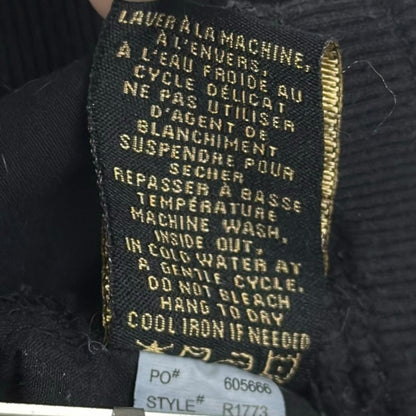 LAVER À LA MACHINE,
À L'ENVERS,
À L'EAU FROIDE AU
CYCLE DÉLICAT
NE PAS UTILISER
D'AGENT DE
BLANCHIMENT
SUSPENDRE POUR
SECHER
REPASSER À BASSE
TEMPÉRATURE
MACHINE WASH,
INSIDE OUT,
IN COLD WATER AT
A GENTLE CYCLE.
DO NOT BLEACH
HANG TO DRY
COOL IRON IF NEEDED
PO# 605666
STYLE# R1773